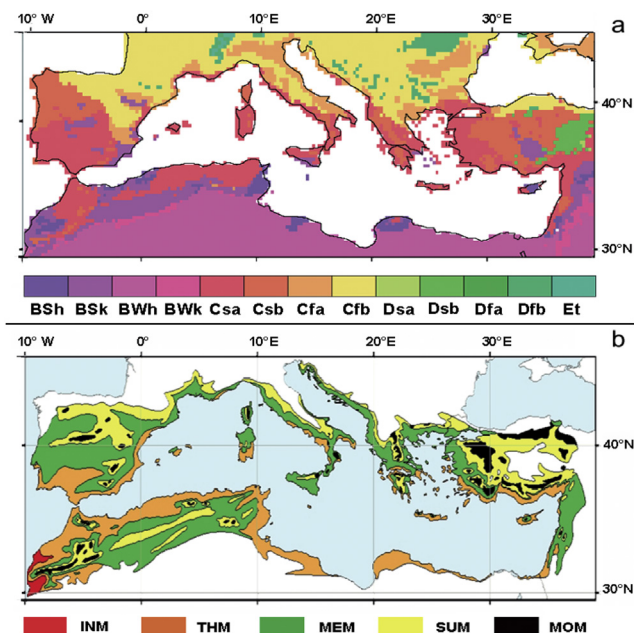 a
10° W 0° 10° E 20° 30°
40°N
30°N
BSh BSk BWh BWk Csa Csb Cfa Cfb Dsa Dsb Dfa Dfb Et
b
10° W 0° 10° E 20° 30°
40°N
30°N
INM THM MEM SUM MOM